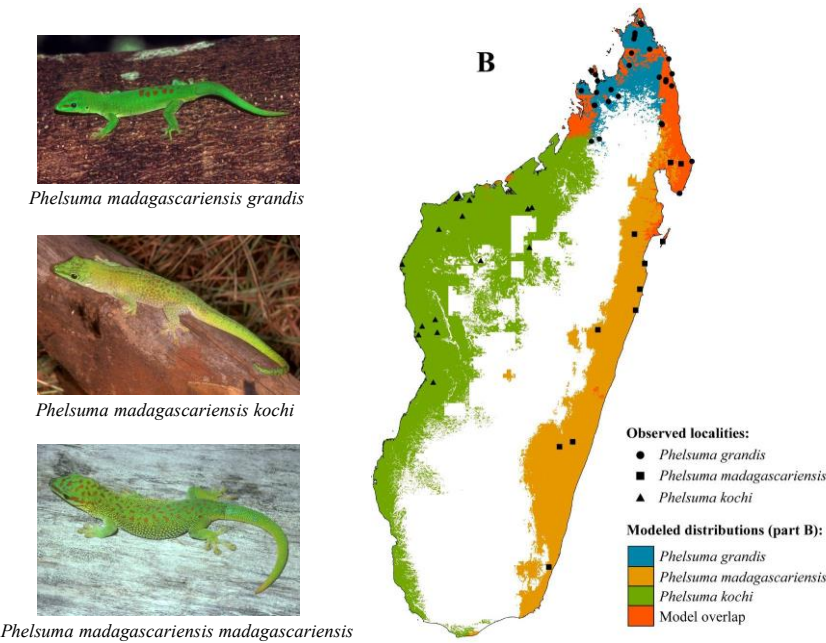 B
Phelsuma madagascariensis grandis
Phelsuma madagascariensis kochi
Phelsuma madagascariensis madagascariensis
Observed localities:
Phelsuma grandis
Phelsuma madagascariensis
Phelsuma kochi
Modeled distributions (part B):
Phelsuma grandis
Phelsuma madagascariensis
Phelsuma kochi
Model overlap